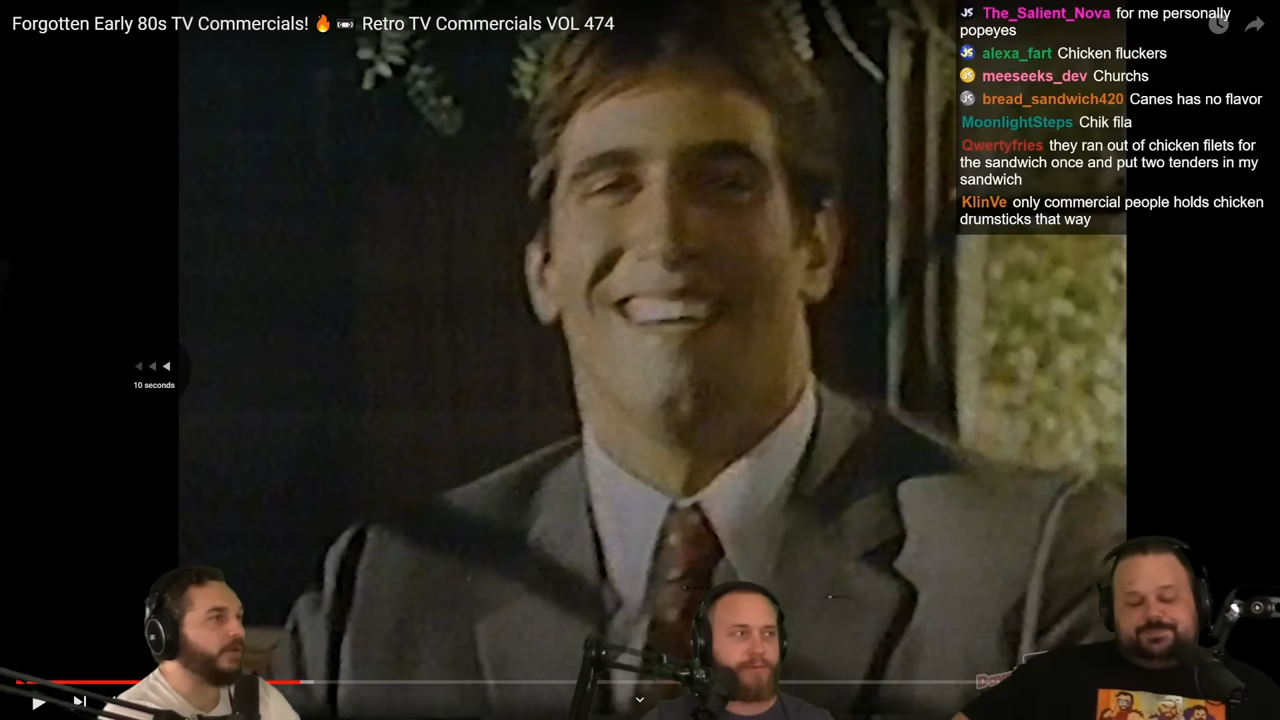 Forgotten Early 80s TV Commercials! 🔥 📼 Retro TV Commercials VOL 474
The_Salient_Nova for me personally
popeyes
alexa_fart Chicken fluckers
meeseeks_dev Churchs
bread_sandwich420 Canes has no flavor
MoonlightSteps Chik fila
Qwertyfries they ran out of chicken filets for
the sandwich once and put two tenders in my
sandwich
KlinVe only commercial people holds chicken
drumsticks that way
10 seconds